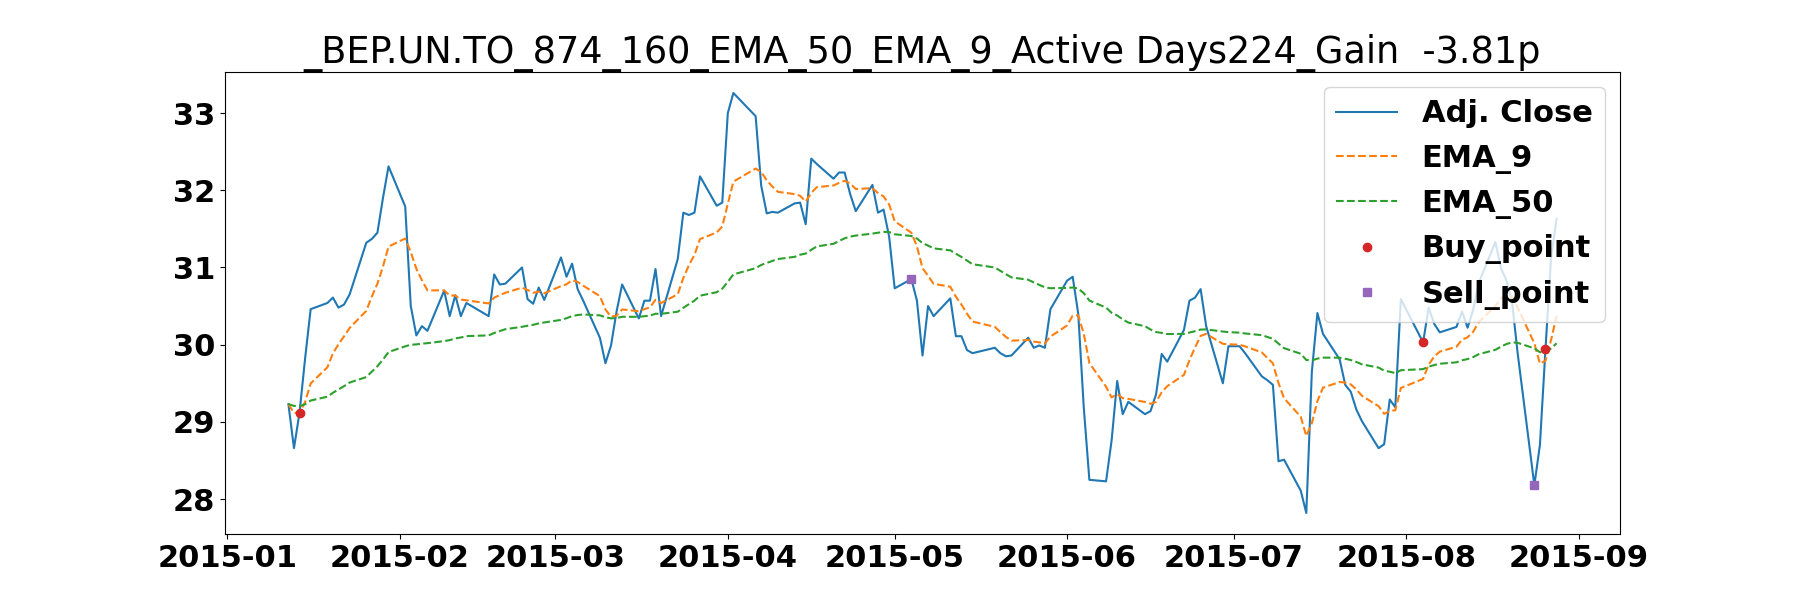 _BEP.UN.TO_874_160_EMA_50_EMA_9_Active Days224_Gain  -3.81p
33
32
31
30
29
28
Adj. Close
EMA_9
EMA_50
Buy_point
Sell_point
2015-01 2015-02 2015-03 2015-04 2015-05 2015-06 2015-07 2015-08 2015-09